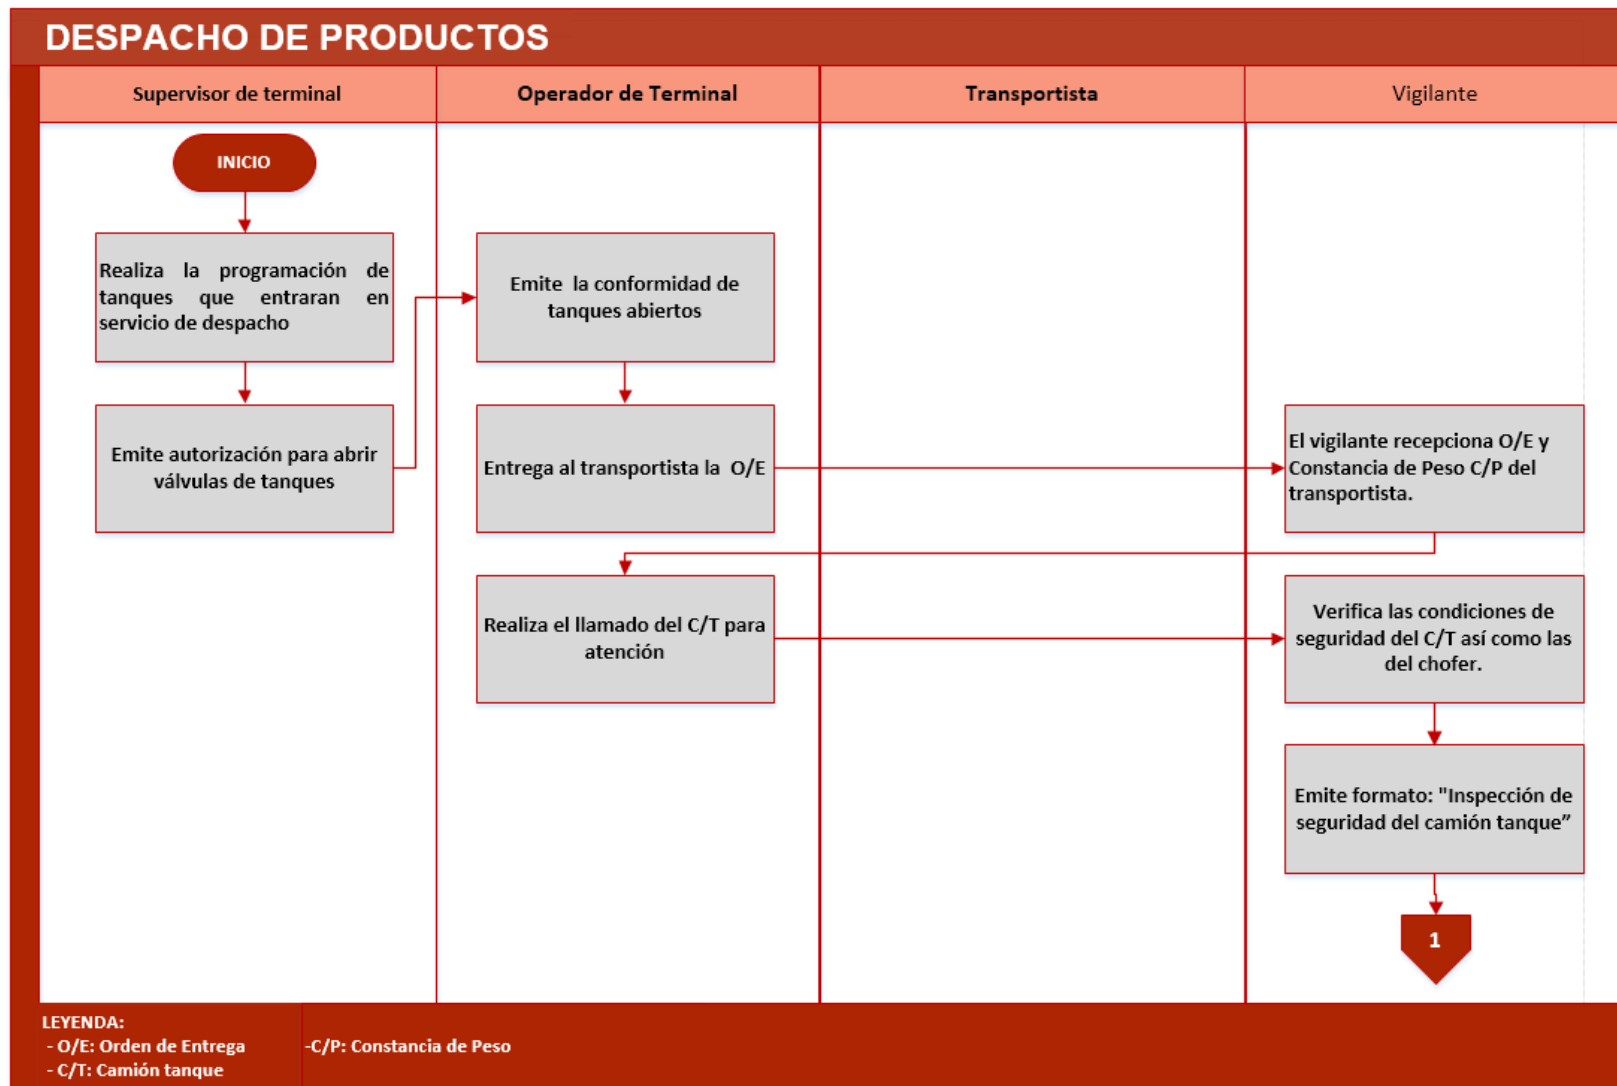 DESPACHO DE PRODUCTOS
Supervisor de terminal
Operador de Terminal
Transportista
Vigilante
INICIO
Realiza la programación de
tanques que entraran en
servicio de despacho
Emite la conformidad de
tanques abiertos
Emite autorización para abrir
válvulas de tanques
Entrega al transportista la O/E
El vigilante recepciona O/E y
Constancia de Peso C/P del
transportista.
Realiza el llamado del C/T para
atención
Verifica las condiciones de
seguridad del C/T así como las
del chofer.
Emite formato: "Inspección de
seguridad del camión tanque”
1
LEYENDA:
- O/E: Orden de Entrega
- C/T: Camión tanque
-C/P: Constancia de Peso